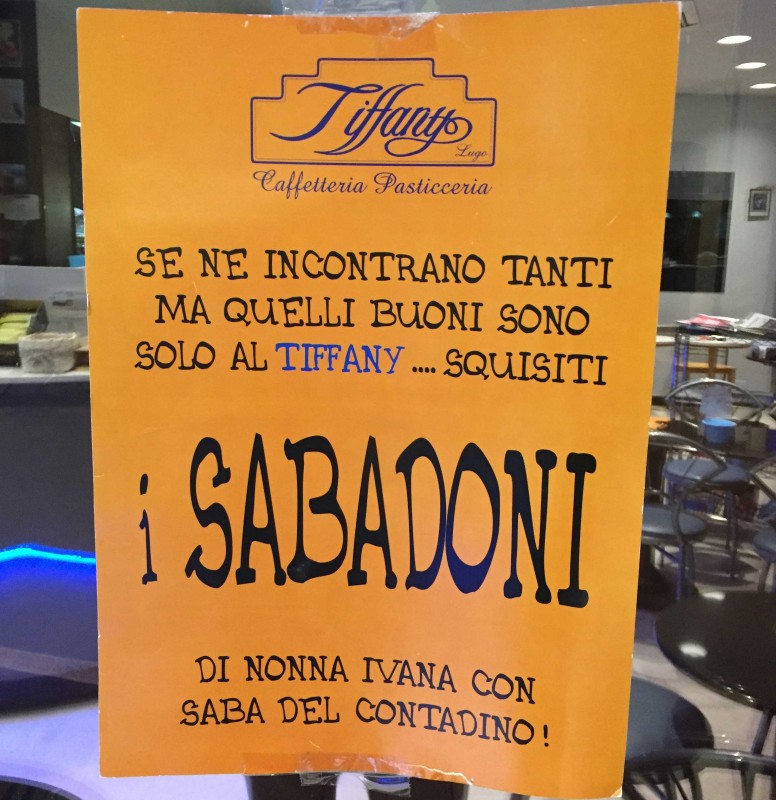 Tiffany
Lugo
Caffetteria Pasticceria
SE NE INCONTRANO TANTI
MA QUELLI BUONI SONO
SOLO AL TIFFANY .... SQUISITI
i SABADONI
DI NONNA IVANA CON
SABA DEL CONTADINO!